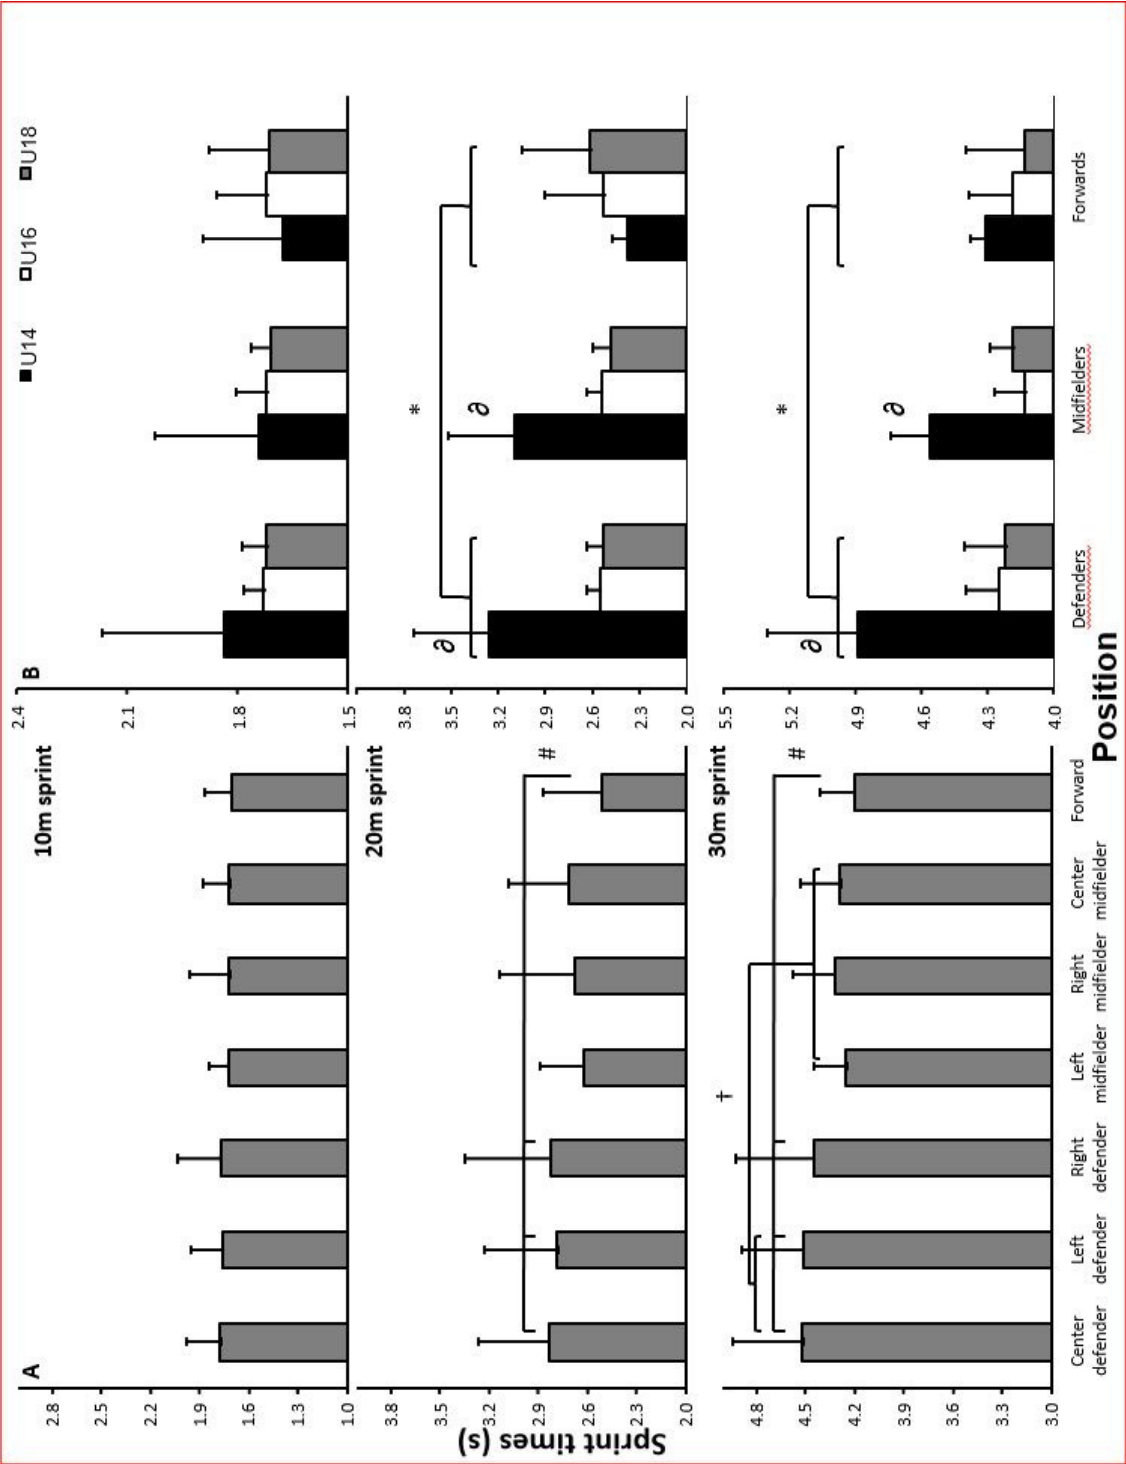 ■U14 □U16 ■U18
A
10m sprint
2.8
2.5
2.2
1.9
1.6
1.3
1.0
B
2.4
2.1
1.8
1.5
20m sprint
3.8
3.5
3.2
2.9
2.6
2.3
2.0
#
3.8
3.5
3.2
2.9
2.6
2.3
2.0
*
∂
∂
30m sprint
4.8
4.5
4.2
3.9
3.6
3.3
3.0
†
#
5.5
5.2
4.9
4.6
4.3
4.0
*
∂
∂
Sprint times (s)
Center defender
Left defender
Right defender
Left midfielder
Right midfielder
Center midfielder
Forward
Defenders
Midfielders
Forwards
Position